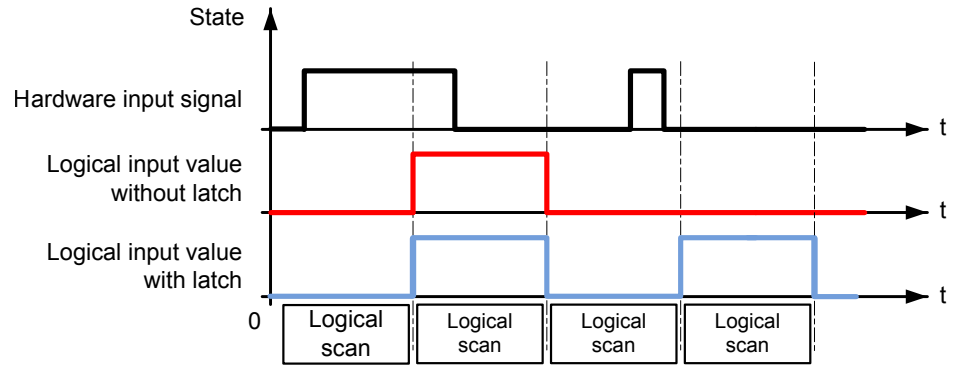 State
Hardware input signal
t
Logical input value
without latch
t
Logical input value
with latch
t
0
Logical
scan
Logical
scan
Logical
scan
Logical
scan